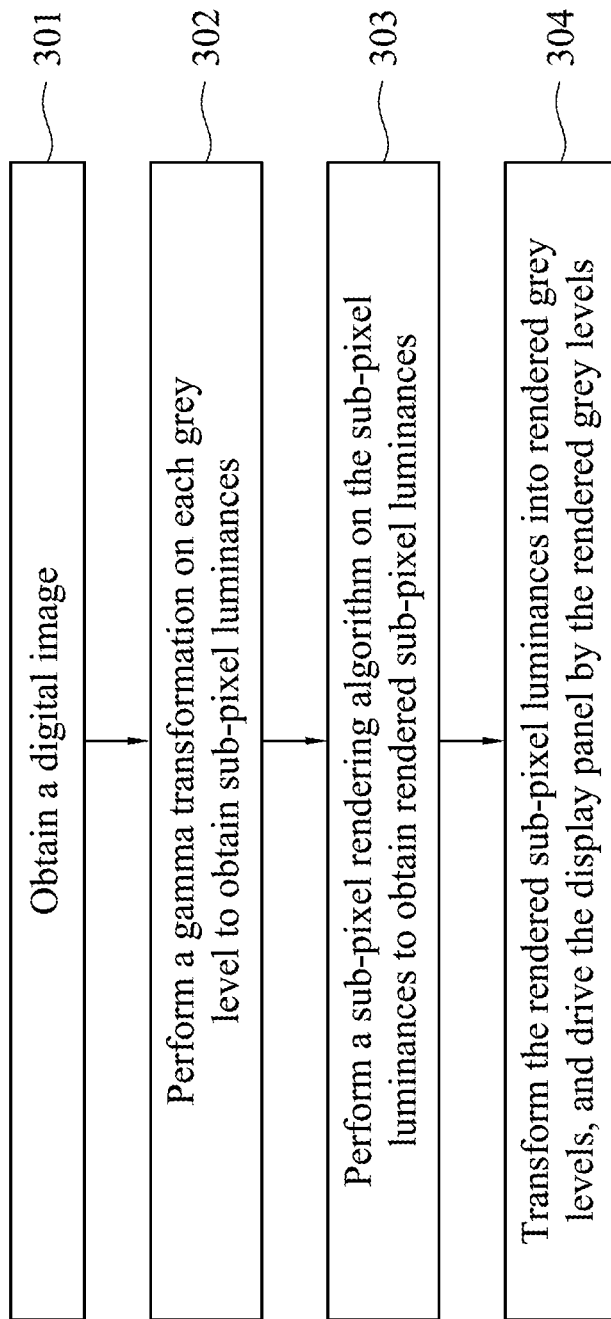 Obtain a digital image
301
Perform a gamma transformation on each grey
level to obtain sub-pixel luminances
302
Perform a sub-pixel rendering algorithm on the sub-pixel
luminances to obtain rendered sub-pixel luminances
303
Transform the rendered sub-pixel luminances into rendered grey
levels, and drive the display panel by the rendered grey levels
304